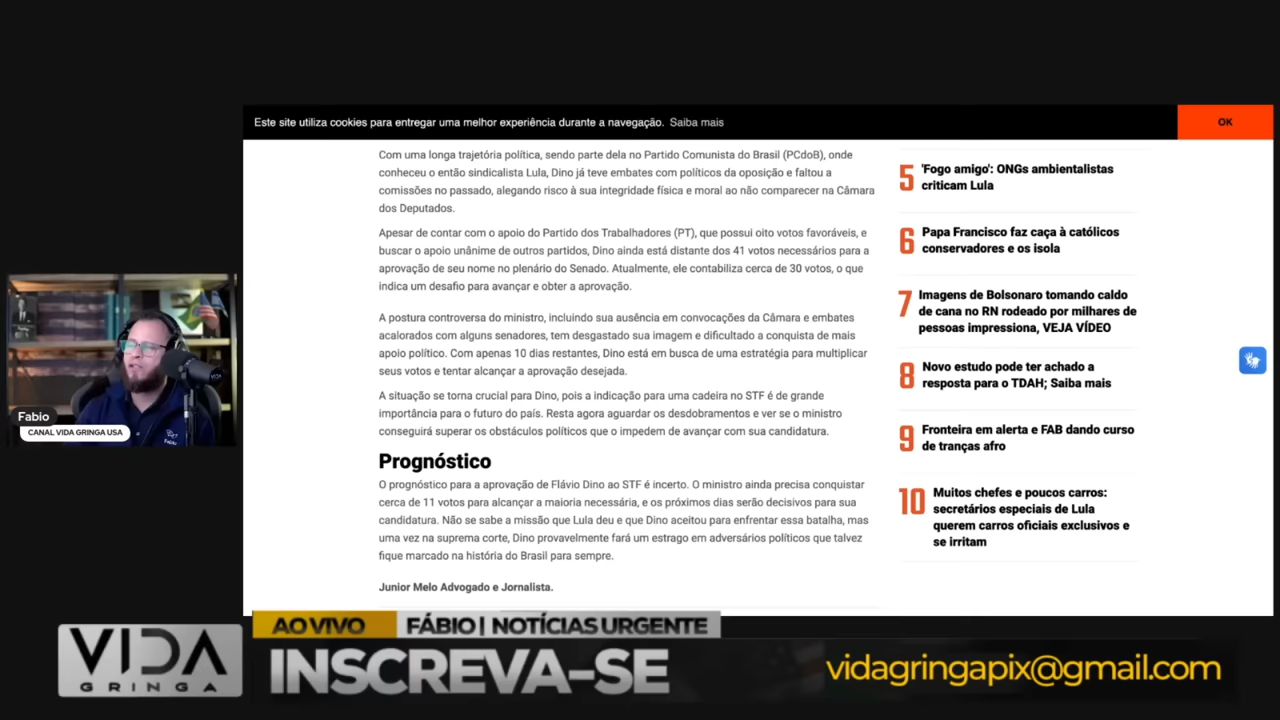 Este site utiliza cookies para entregar uma melhor experiência durante a navegação. Saiba mais
OK
Com uma longa trajetória política, sendo parte dela no Partido Comunista do Brasil (PCdoB), onde
conheceu o então sindicalista Lula, Dino já teve embates com políticos da oposição e faltou a
comissões no passado, alegando risco à sua integridade física e moral ao não comparecer na Câmara
dos Deputados.
Apesar de contar com o apoio do Partido dos Trabalhadores (PT), que possui oito votos favoráveis, e
buscar o apoio unânime de outros partidos, Dino ainda está distante dos 41 votos necessários para a
aprovação de seu nome no plenário do Senado. Atualmente, ele contabiliza cerca de 30 votos, o que
indica um desafio para avançar e obter a aprovação.
A postura controversa do ministro, incluindo sua ausência em convocações da Câmara e embates
acalorados com alguns senadores, tem desgastado sua imagem e dificultado a conquista de mais
apoio político. Com apenas 10 dias restantes, Dino está em busca de uma estratégia para multiplicar
seus votos e tentar alcançar a aprovação desejada.
A situação se torna crucial para Dino, pois a indicação para uma cadeira no STF é de grande
importância para o futuro do país. Resta agora aguardar os desdobramentos e ver se o ministro
conseguirá superar os obstáculos políticos que o impedem de avançar com sua candidatura.
Prognóstico
O prognóstico para a aprovação de Flávio Dino ao STF é incerto. O ministro ainda precisa conquistar
cerca de 11 votos para alcançar a maioria necessária, e os próximos dias serão decisivos para sua
candidatura. Não se sabe a missão que Lula deu e que Dino aceitou para enfrentar essa batalha, mas
uma vez na suprema corte, Dino provavelmente fará um estrago em adversários políticos que talvez
fique marcado na história do Brasil para sempre.
Junior Melo Advogado e Jornalista.
5 'Fogo amigo': ONGs ambientalistas
criticam Lula
6 Papa Francisco faz caça à católicos
conservadores e os isola
7 Imagens de Bolsonaro tomando caldo
de cana no RN rodeado por milhares de
pessoas impressiona, VEJA VÍDEO
8 Novo estudo pode ter achado a
resposta para o TDAH; Saiba mais
9 Fronteira em alerta e FAB dando curso
de tranças afro
10 Muitos chefes e poucos carros:
secretários especiais de Lula
querem carros oficiais exclusivos e
se irritam
Fabio
CANAL VIDA GRINGA USA
AO VIVO FÁBIO | NOTÍCIAS URGENTE
VIDA
GRINGA
INSCREVA-SE
vidagringapix@gmail.com